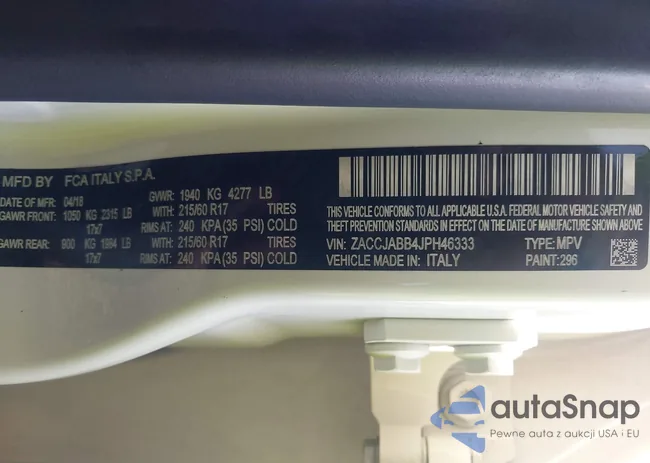 MFD BY FCA ITALY S.P.A.
DATE OF MFR: 04/18 GVWR: 1940 KG 4277 LB
GAWR FRONT: 1050 KG 2315 LB WITH: 215/60 R17 TIRES
17x7 RIMS AT: 240 KPA (35 PSI) COLD
GAWR REAR: 900 KG 1984 LB WITH: 215/60 R17 TIRES
17x7 RIMS AT: 240 KPA (35 PSI) COLD
THIS VEHICLE CONFORMS TO ALL APPLICABLE U.S.A. FEDERAL MOTOR VEHICLE SAFETY, BUMPER, AND
THEFT PREVENTION STANDARDS IN EFFECT ON THE DATE OF MANUFACTURE SHOWN ABOVE
VIN: ZACCJABB4JPH46333 TYPE: MPV
VEHICLE MADE IN: ITALY PAINT: 296
autaSnap
Pewne auta z aukcji USA i EU